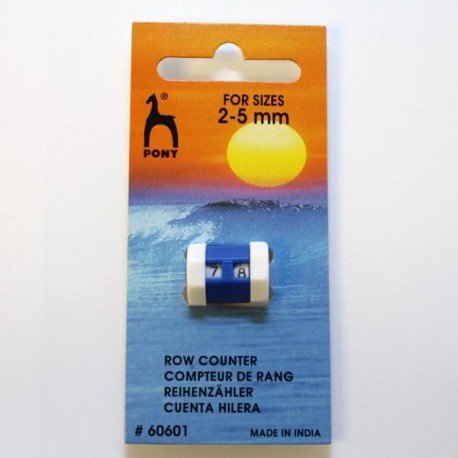 FOR SIZES
2-5 mm
®
PONY
7 8
ROW COUNTER
COMPTEUR DE RANG
REIHENZÄHLER
CUENTA HILERA
# 60601 MADE IN INDIA